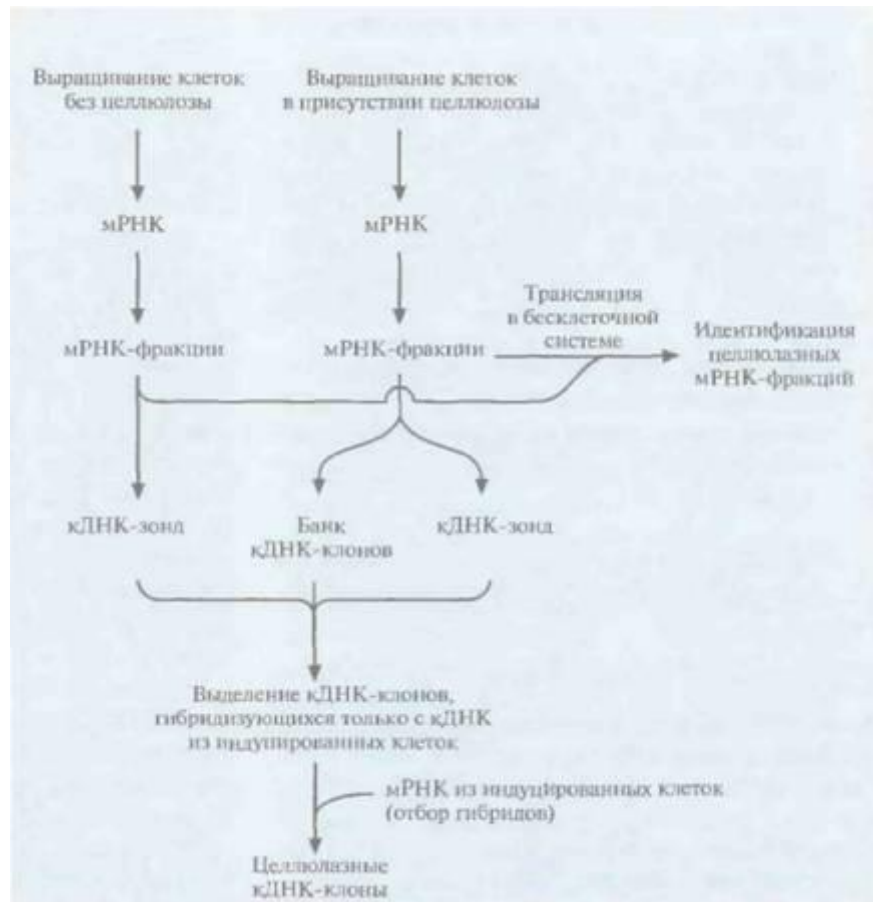 Выращивание клеток
без целлюлозы
Выращивание клеток
в присутствии целлюлозы
мРНК
мРНК
мРНК-фракции
мРНК-фракции
Трансляция
в бесклеточной
системе
Идентификация
целлюлазных
мРНК-фракций
кДНК-зонд
Банк
кДНК-клонов
кДНК-зонд
Выделение кДНК-клонов,
гибридизующихся только с кДНК
из индуцированных клеток
мРНК из индуцированных клеток
(отбор гибридов)
Целлюлазные
кДНК-клоны